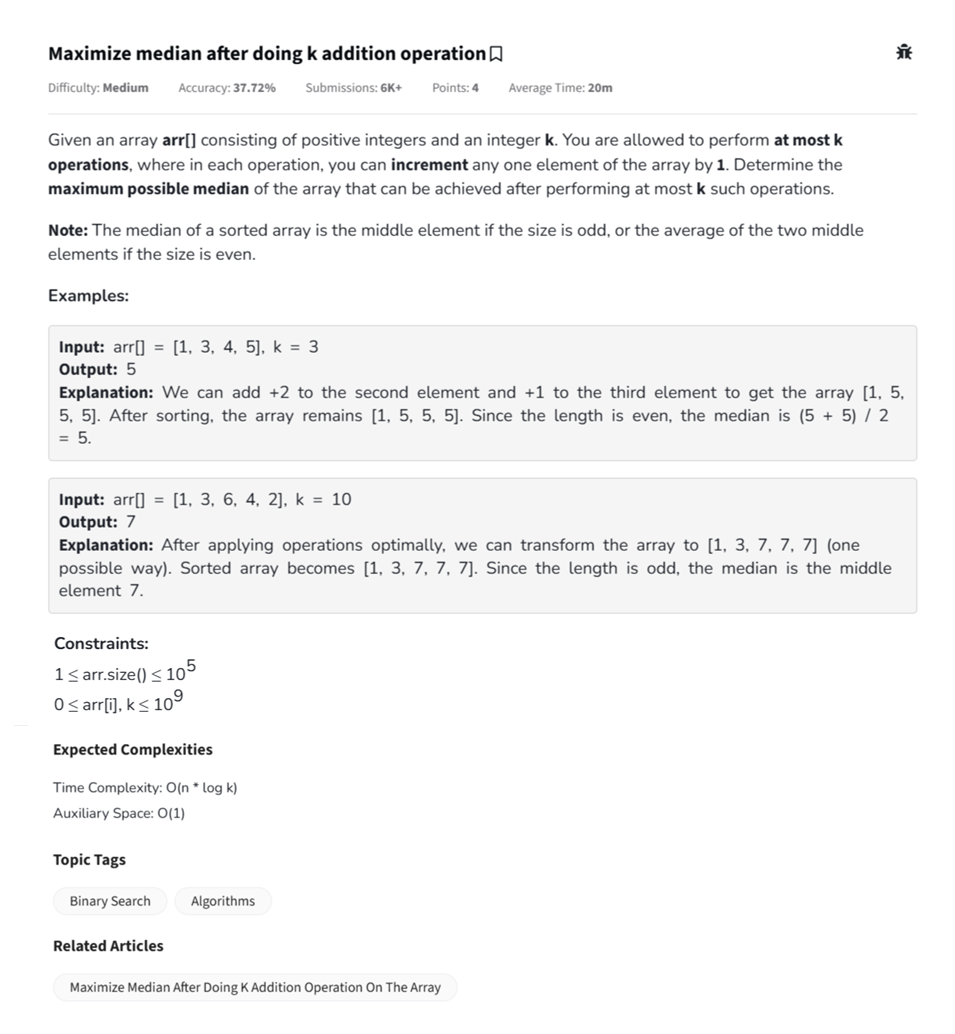 Maximize median after doing k addition operation
Difficulty: Medium Accuracy: 37.72% Submissions: 6K+ Points: 4 Average Time: 20m
Given an array arr[] consisting of positive integers and an integer k. You are allowed to perform at most k
operations, where in each operation, you can increment any one element of the array by 1. Determine the
maximum possible median of the array that can be achieved after performing at most k such operations.
Note: The median of a sorted array is the middle element if the size is odd, or the average of the two middle
elements if the size is even.
Examples:
Input: arr[] = [1, 3, 4, 5], k = 3
Output: 5
Explanation: We can add +2 to the second element and +1 to the third element to get the array [1, 5,
5, 5]. After sorting, the array remains [1, 5, 5, 5]. Since the length is even, the median is (5 + 5) / 2
= 5.
Input: arr[] = [1, 3, 6, 4, 2], k = 10
Output: 7
Explanation: After applying operations optimally, we can transform the array to [1, 3, 7, 7, 7] (one
possible way). Sorted array becomes [1, 3, 7, 7, 7]. Since the length is odd, the median is the middle
element 7.
Constraints:
1 ≤ arr.size() ≤ 10^5
0 ≤ arr[i], k ≤ 10^9
Expected Complexities
Time Complexity: O(n * log k)
Auxiliary Space: O(1)
Topic Tags
Binary Search Algorithms
Related Articles
Maximize Median After Doing K Addition Operation On The Array